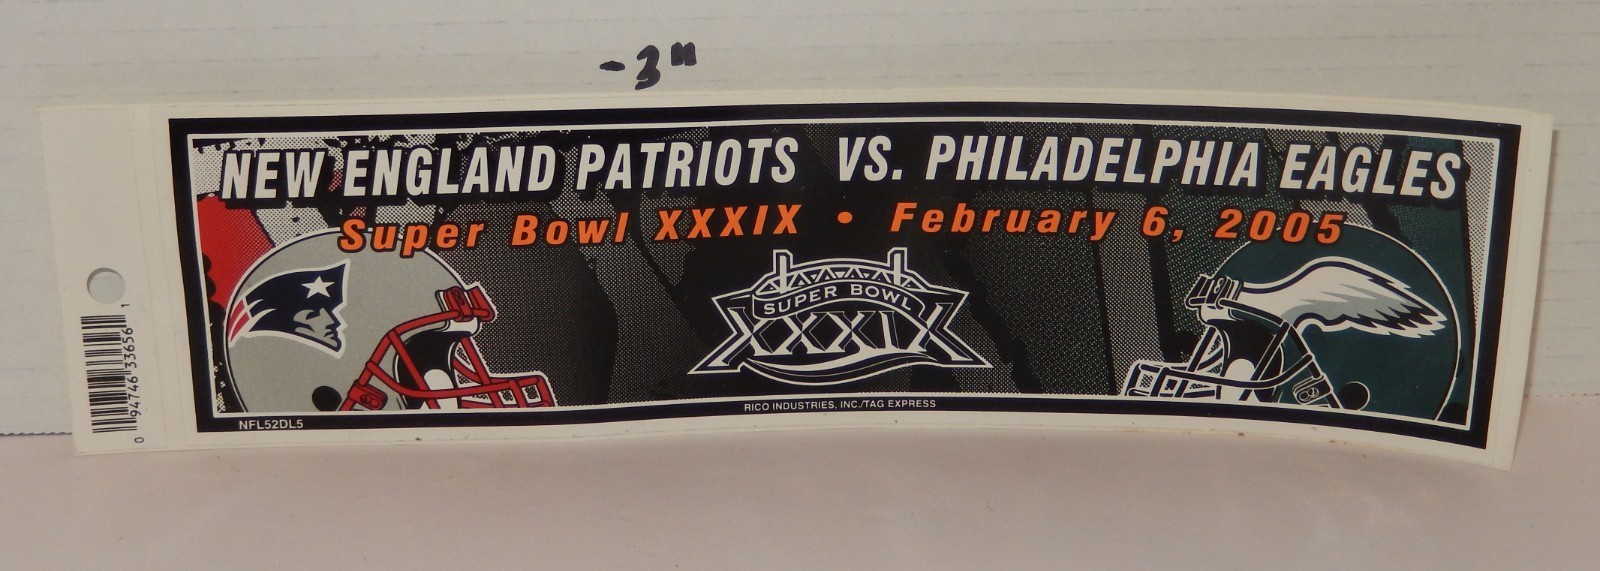 -3"
NEW ENGLAND PATRIOTS VS. PHILADELPHIA EAGLES
Super Bowl XXXIX • February 6, 2005
SUPER BOWL
XXXIX
RICO INDUSTRIES, INC./TAG EXPRESS
NFL52DL5
0 94746 33656 1